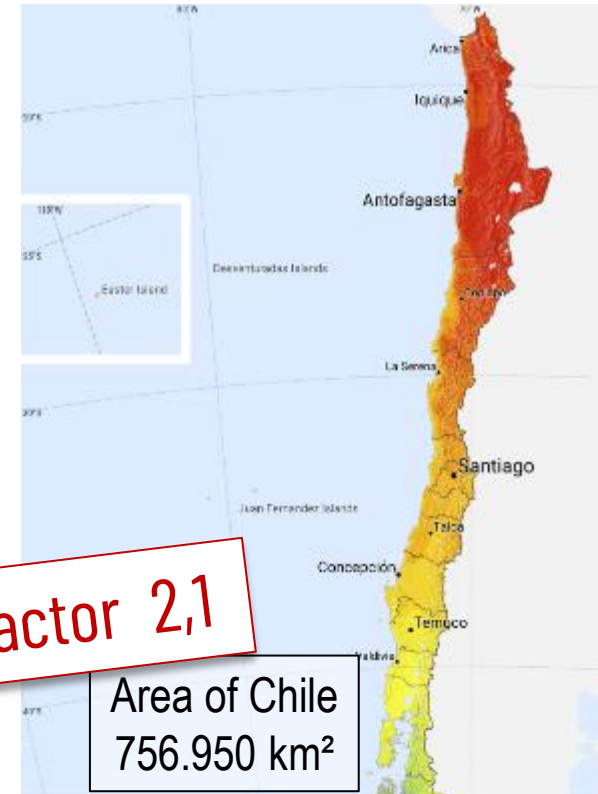 Arica
Iquique
Antofagasta
110°W
Desventuradas Islands
Easter Island
La Serena
Santiago
Juan Fernandez Islands
Talca
Concepción
actor 2,1
Temuco
Valdivia
Area of Chile
756.950 km²